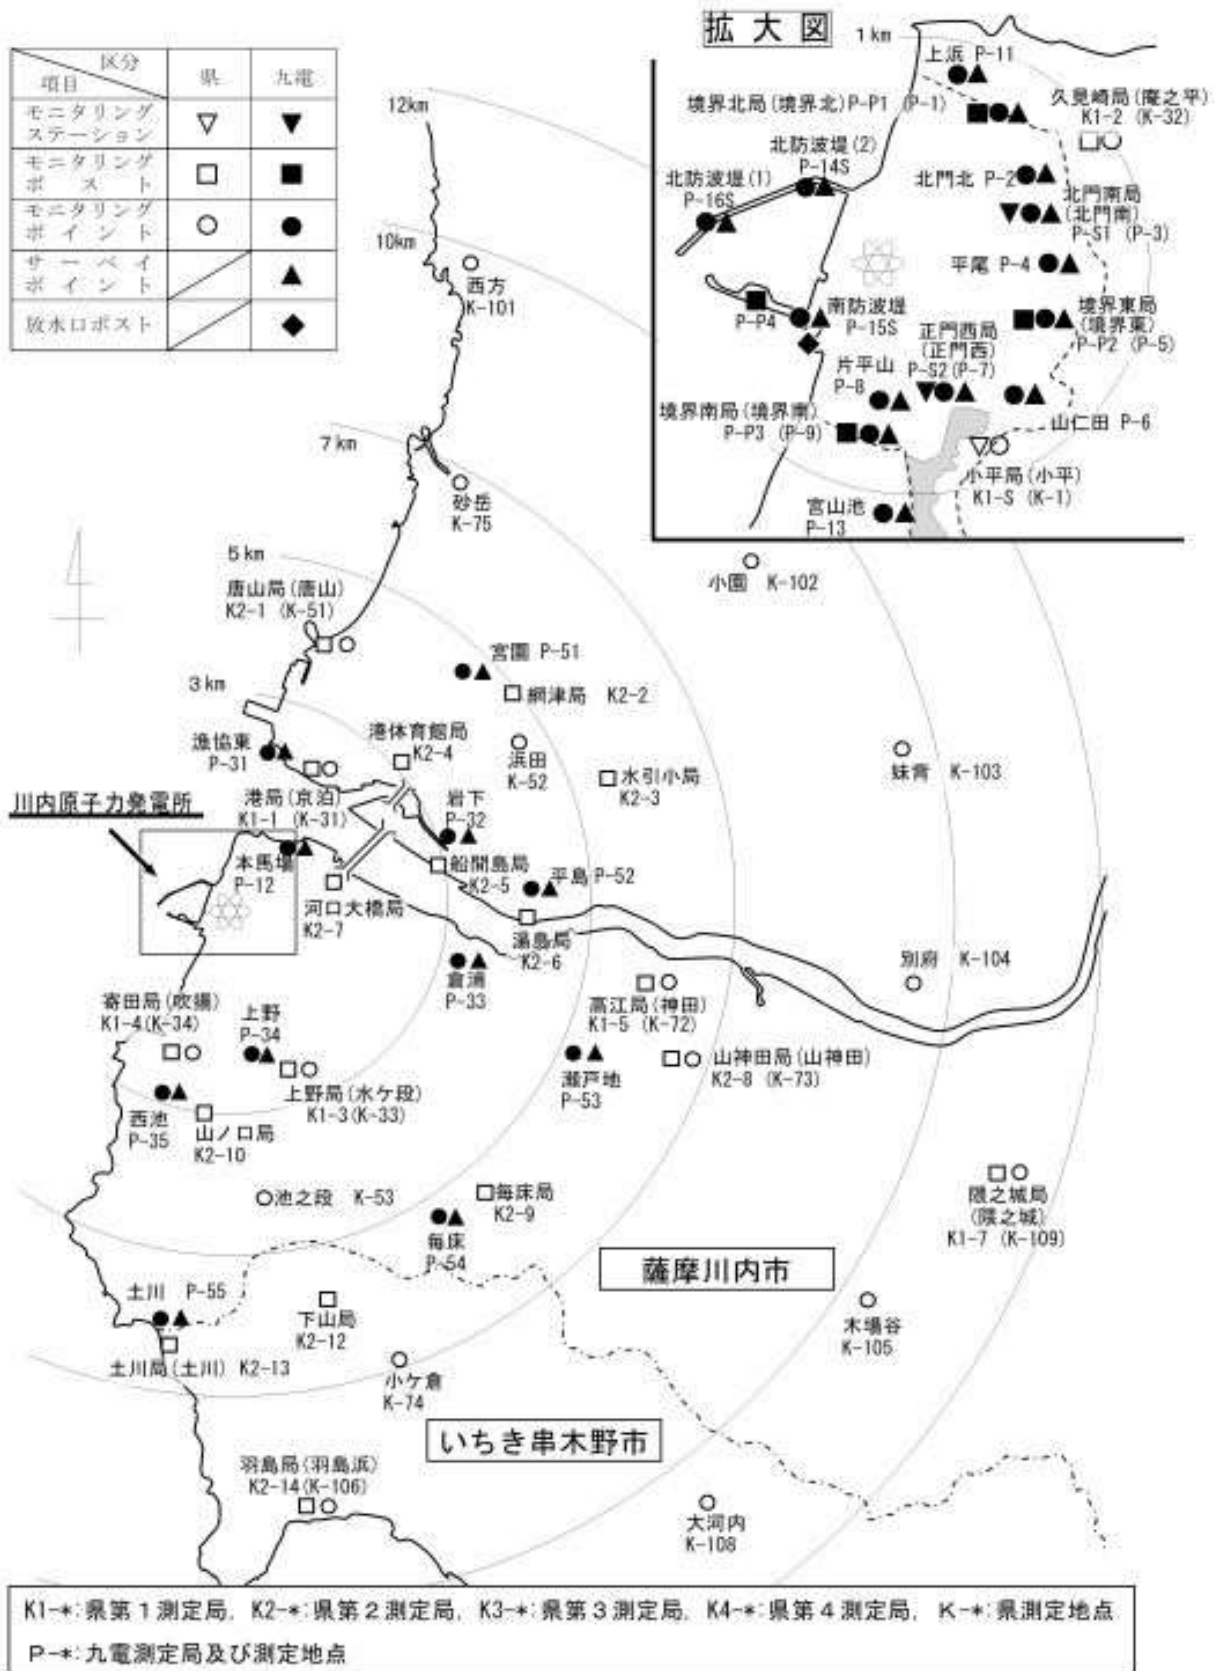 拡大図
区分
項目
県
九電
モニタリング
ステーション
モニタリング
ポスト
モニタリング
ポイント
サーベイ
ポイント
放水口ポスト
1km
上浜 P-11
境界北局(境界北)P-P1 (P-1)
久見崎局(庵之平)
K1-2 (K-32)
北防波堤(2)
P-14S
北防波堤(1)
P-16S
北門北 P-2
北門南局
(北門南)
P-S1 (P-3)
平尾 P-4
P-P4
南防波堤
P-15S
境界東局
(境界東)
P-P2 (P-5)
正門西局
(正門西)
P-S2(P-7)
片平山
P-8
境界南局(境界南)
P-P3 (P-9)
山仁田 P-6
小平局(小平)
K1-S (K-1)
宮山池
P-13
12km
10km
西方
K-101
7km
砂岳
K-75
5km
唐山局(唐山)
K2-1 (K-51)
小園 K-102
3km
宮園 P-51
網津局 K2-2
漁協東
P-31
港体育館局
K2-4
浜田
K-52
水引小局
K2-3
妹背 K-103
川内原子力発電所
港局(京泊)
K1-1 (K-31)
岩下
P-32
本馬場
P-12
船間島局
K2-5
平島 P-52
河口大橋局
K2-7
湯島局
K2-6
倉浦
P-33
別府 K-104
寄田局(吹揚)
K1-4(K-34)
上野
P-34
高江局(神田)
K1-5 (K-72)
山神田局(山神田)
K2-8 (K-73)
瀬戸地
P-53
上野局(水ケ段)
K1-3(K-33)
西池
P-35
山ノ口局
K2-10
池之段 K-53
毎床局
K2-9
毎床
P-54
隈之城局
(隈之城)
K1-7 (K-109)
薩摩川内市
土川 P-55
下山局
K2-12
木場谷
K-105
土川局(土川) K2-13
小ケ倉
K-74
いちき串木野市
羽島局(羽島浜)
K2-14(K-106)
大河内
K-108
K1-*:県第1測定局, K2-*:県第2測定局, K3-*:県第3測定局, K4-*:県第4測定局, K-*:県測定地点
P-*:九電測定局及び測定地点